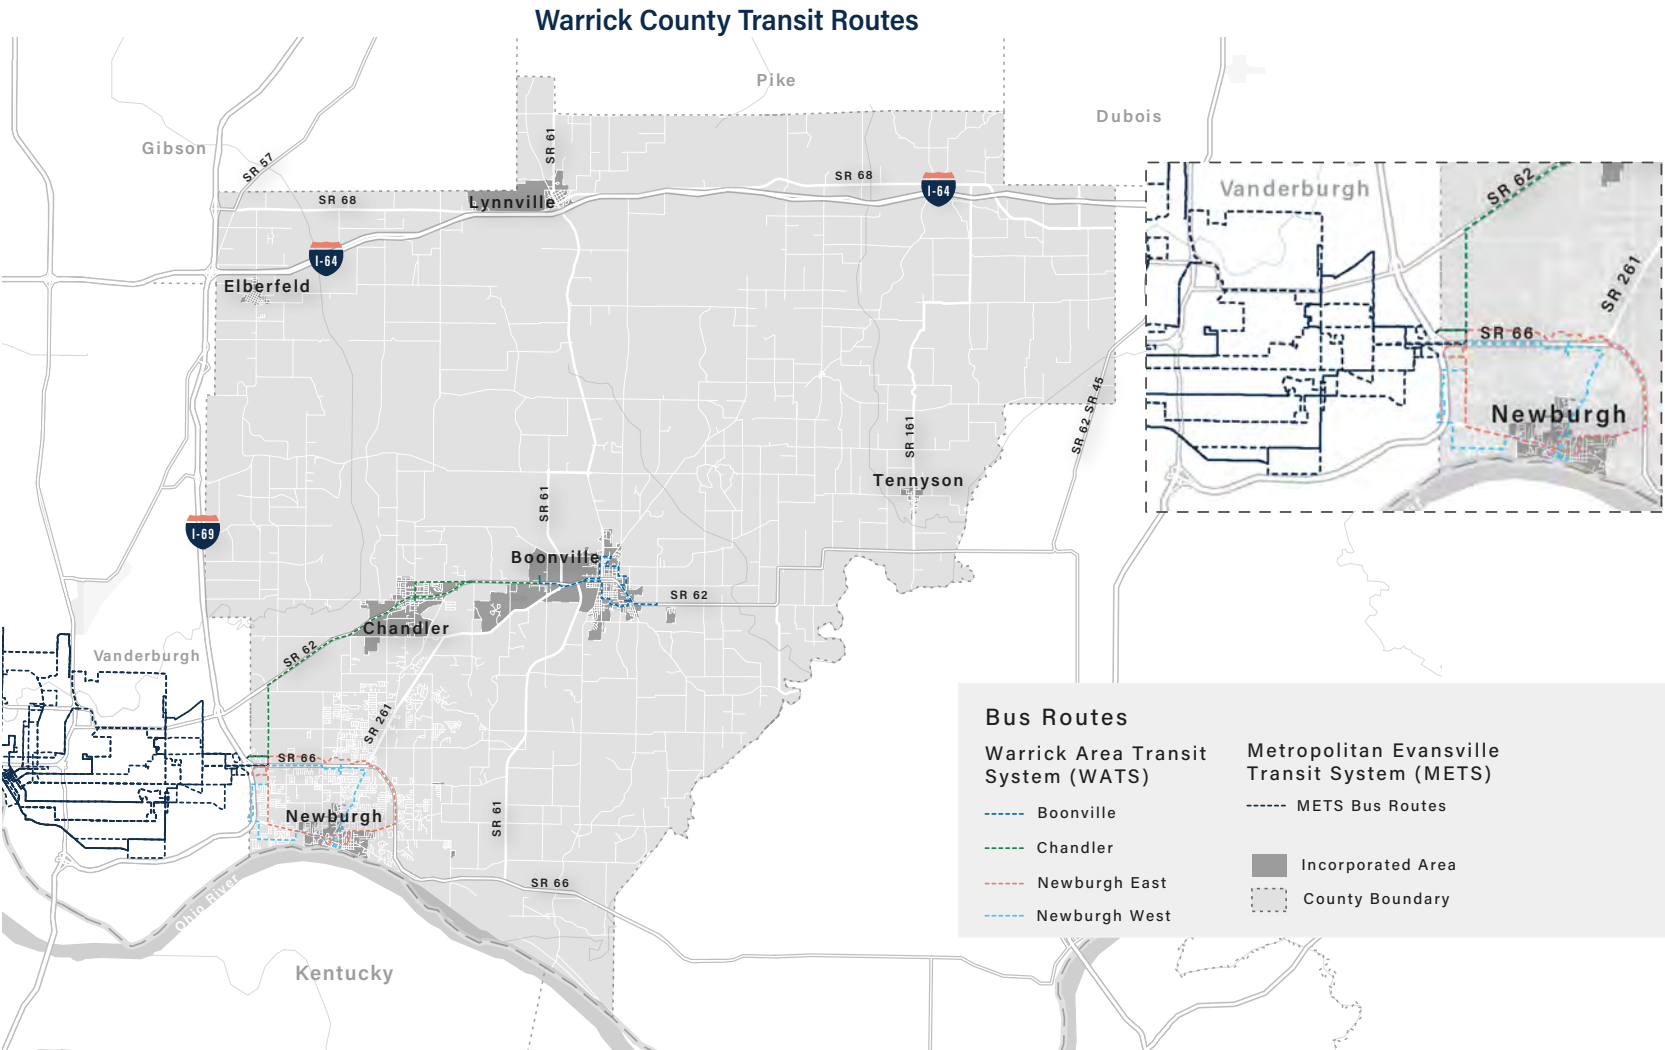 Warrick County Transit Routes
Pike
Dubois
Gibson
SR 57
SR 61
SR 68
SR 68
I-64
Lynnville
I-64
Elberfeld
Vanderburgh
SR 62
SR 261
SR 66
Newburgh
SR 161
SR 62 SR 45
Tennyson
SR 61
I-69
Boonville
SR 62
Chandler
SR 62
Vanderburgh
SR 261
SR 66
Newburgh
SR 61
SR 66
Ohio River
Kentucky
Bus Routes
Warrick Area Transit
System (WATS)
Boonville
Chandler
Newburgh East
Newburgh West
Metropolitan Evansville
Transit System (METS)
METS Bus Routes
Incorporated Area
County Boundary